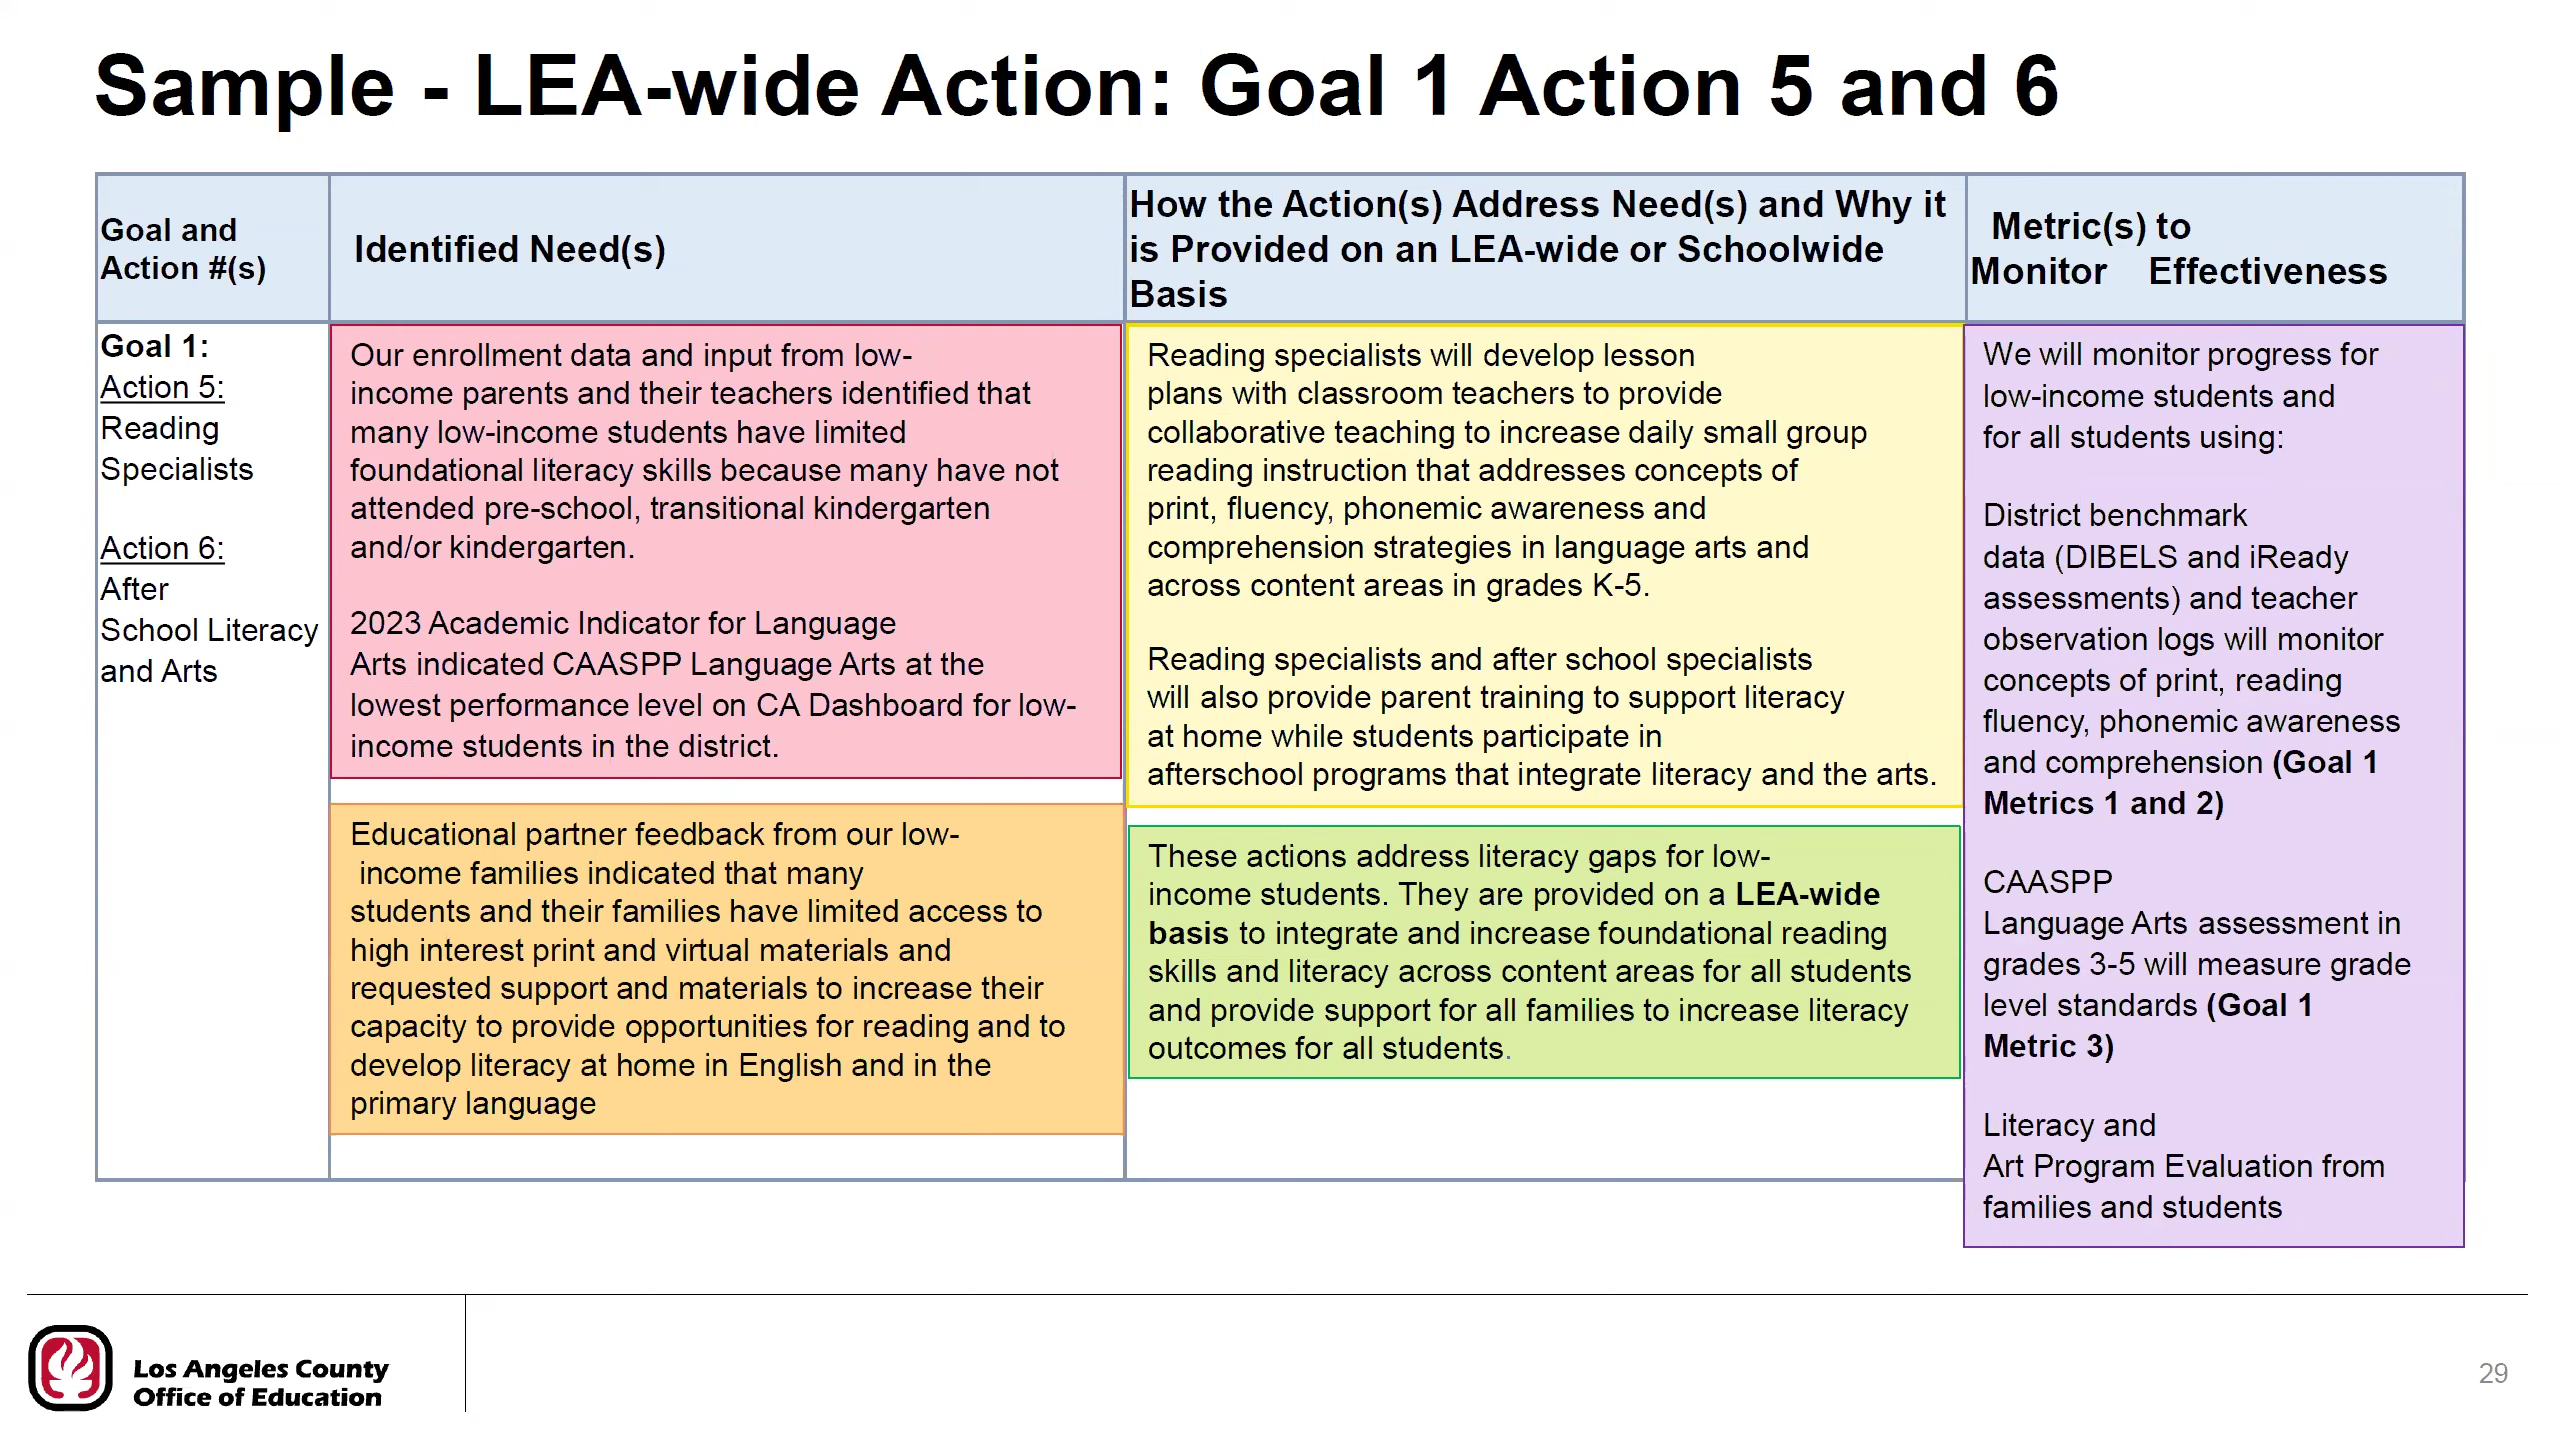 Sample - LEA-wide Action: Goal 1 Action 5 and 6
Goal and
Action #(s)
Identified Need(s)
How the Action(s) Address Need(s) and Why it
is Provided on an LEA-wide or Schoolwide
Basis
Metric(s) to
Monitor Effectiveness
Goal 1:
Action 5:
Reading
Specialists
Action 6:
After
School Literacy
and Arts
Our enrollment data and input from low-
income parents and their teachers identified that
many low-income students have limited
foundational literacy skills because many have not
attended pre-school, transitional kindergarten
and/or kindergarten.
2023 Academic Indicator for Language
Arts indicated CAASPP Language Arts at the
lowest performance level on CA Dashboard for low-
income students in the district.
Educational partner feedback from our low-
income families indicated that many
students and their families have limited access to
high interest print and virtual materials and
requested support and materials to increase their
capacity to provide opportunities for reading and to
develop literacy at home in English and in the
primary language
Reading specialists will develop lesson
plans with classroom teachers to provide
collaborative teaching to increase daily small group
reading instruction that addresses concepts of
print, fluency, phonemic awareness and
comprehension strategies in language arts and
across content areas in grades K-5.
Reading specialists and after school specialists
will also provide parent training to support literacy
at home while students participate in
afterschool programs that integrate literacy and the arts.
These actions address literacy gaps for low-
income students. They are provided on a LEA-wide
basis to integrate and increase foundational reading
skills and literacy across content areas for all students
and provide support for all families to increase literacy
outcomes for all students.
We will monitor progress for
low-income students and
for all students using:
District benchmark
data (DIBELS and iReady
assessments) and teacher
observation logs will monitor
concepts of print, reading
fluency, phonemic awareness
and comprehension (Goal 1
Metrics 1 and 2)
CAASPP
Language Arts assessment in
grades 3-5 will measure grade
level standards (Goal 1
Metric 3)
Literacy and
Art Program Evaluation from
families and students
Los Angeles County
Office of Education
29